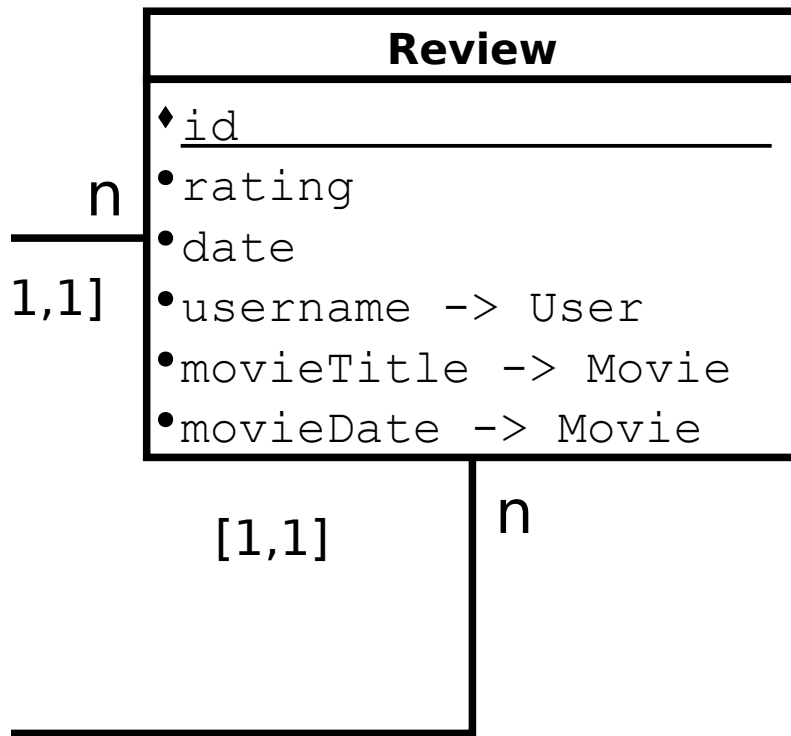 Review
id
rating
n
date
1,1]
username -> User
movieTitle -> Movie
movieDate -> Movie
n
[1,1]